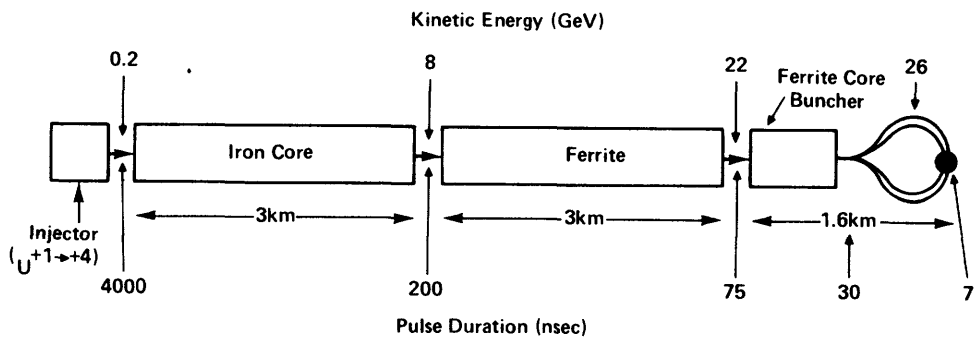 Kinetic Energy (GeV)
0.2
8
22
Ferrite Core
Buncher
26
Iron Core
Ferrite
3km
3km
1.6km
Injector
(U+1→+4)
4000
200
75
30
7
Pulse Duration (nsec)